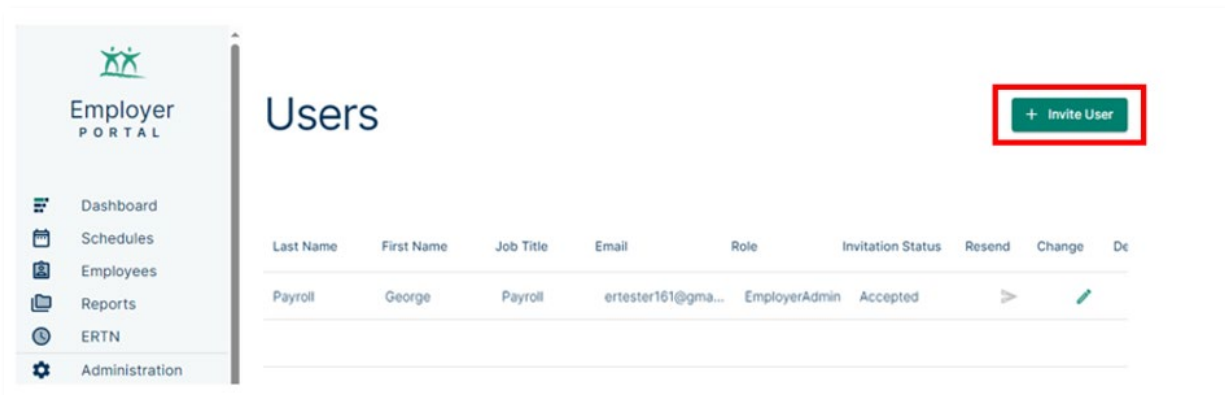 Employer
PORTAL
Dashboard
Schedules
Employees
Reports
ERTN
Administration
Users
+ Invite User
Last Name First Name Job Title Email Role Invitation Status Resend Change De
Payroll George Payroll ertester161@gma... EmployerAdmin Accepted